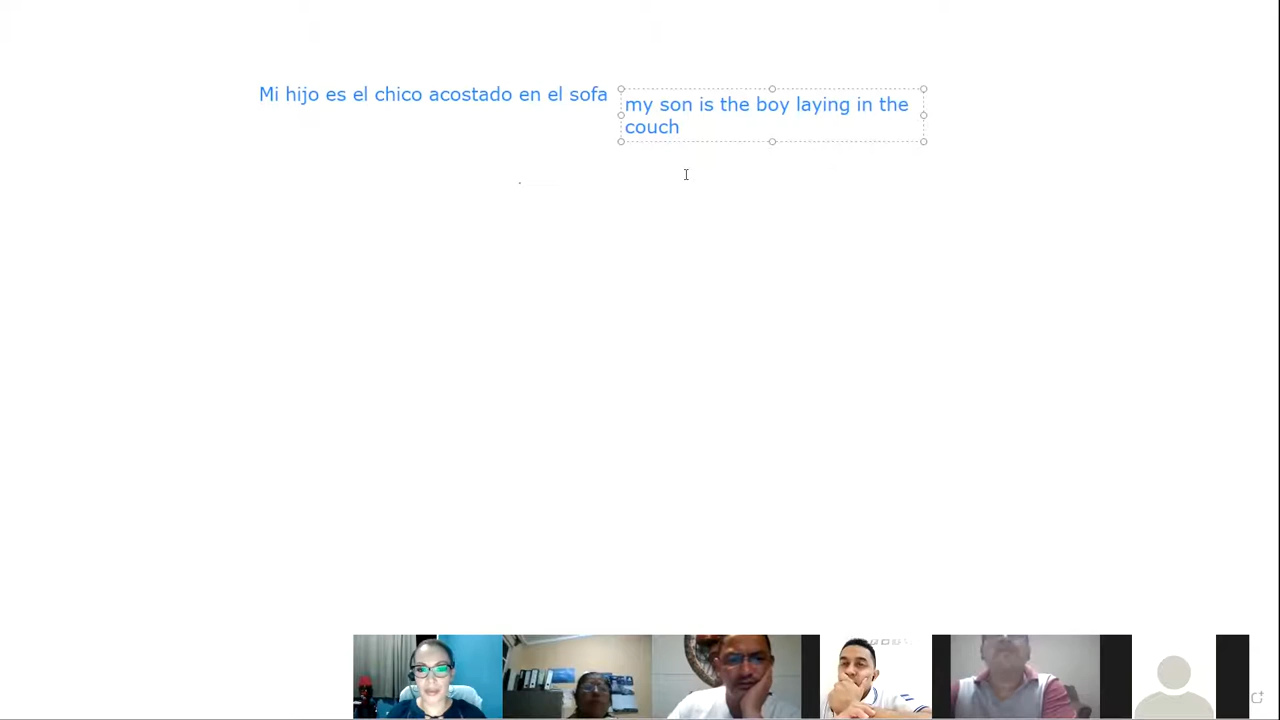 Mi hijo es el chico acostado en el sofa
my son is the boy laying in the
couch